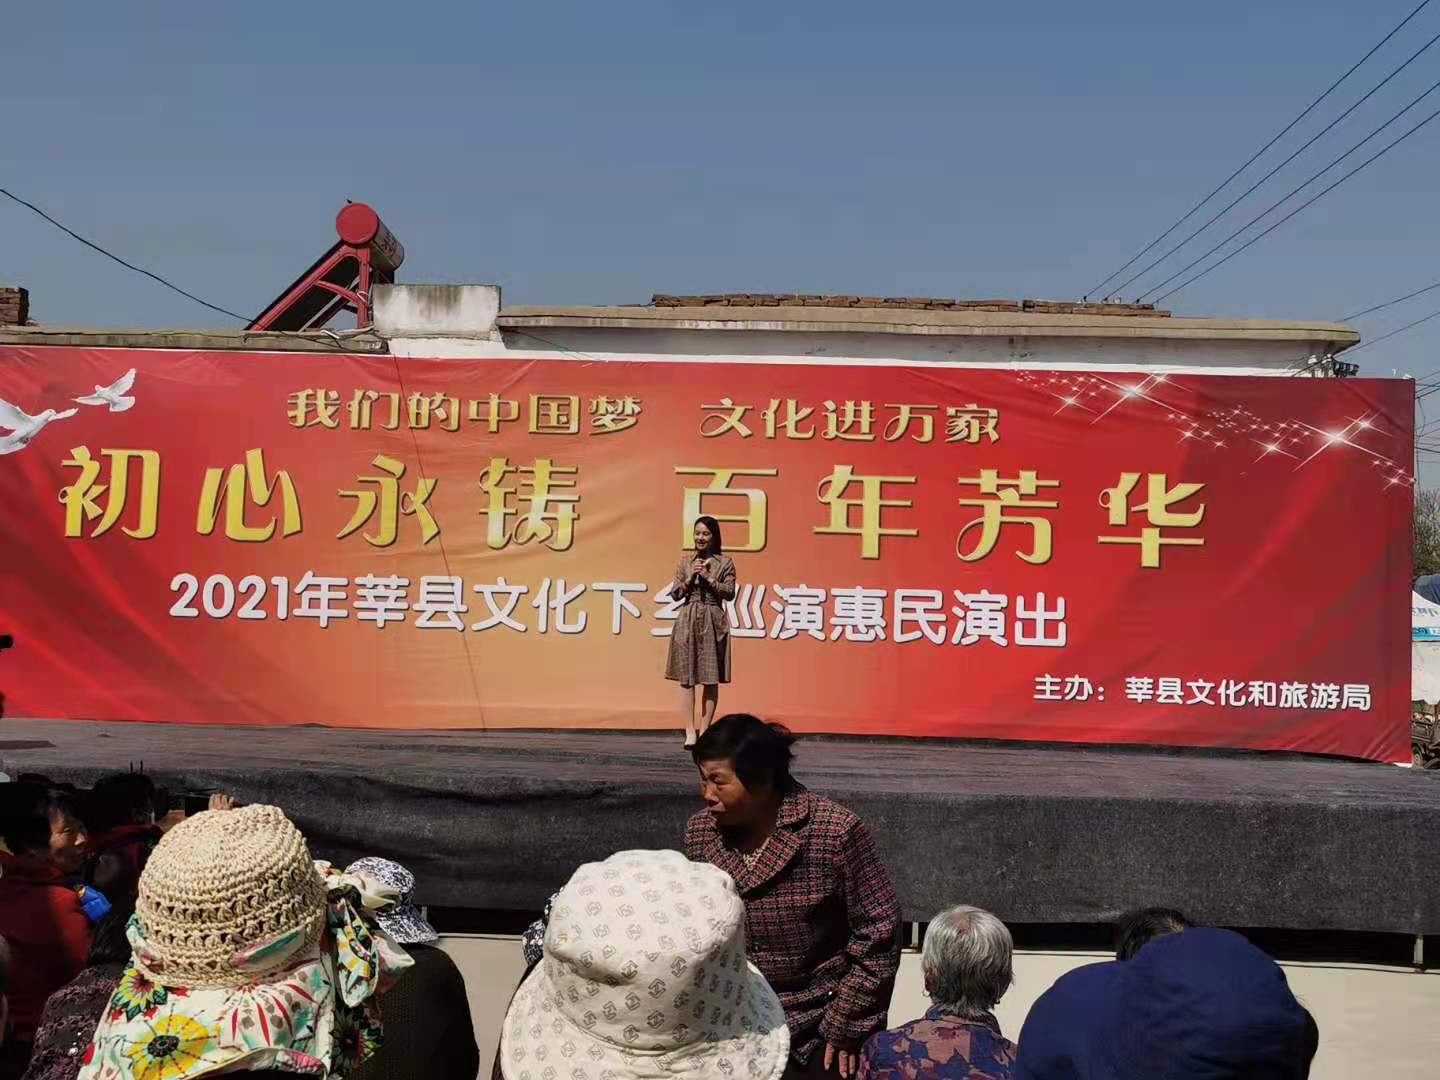 我们的中国梦 文化进万家
初心永铸 百年芳华
2021年莘县文化下乡巡演惠民演出
主办：莘县文化和旅游局